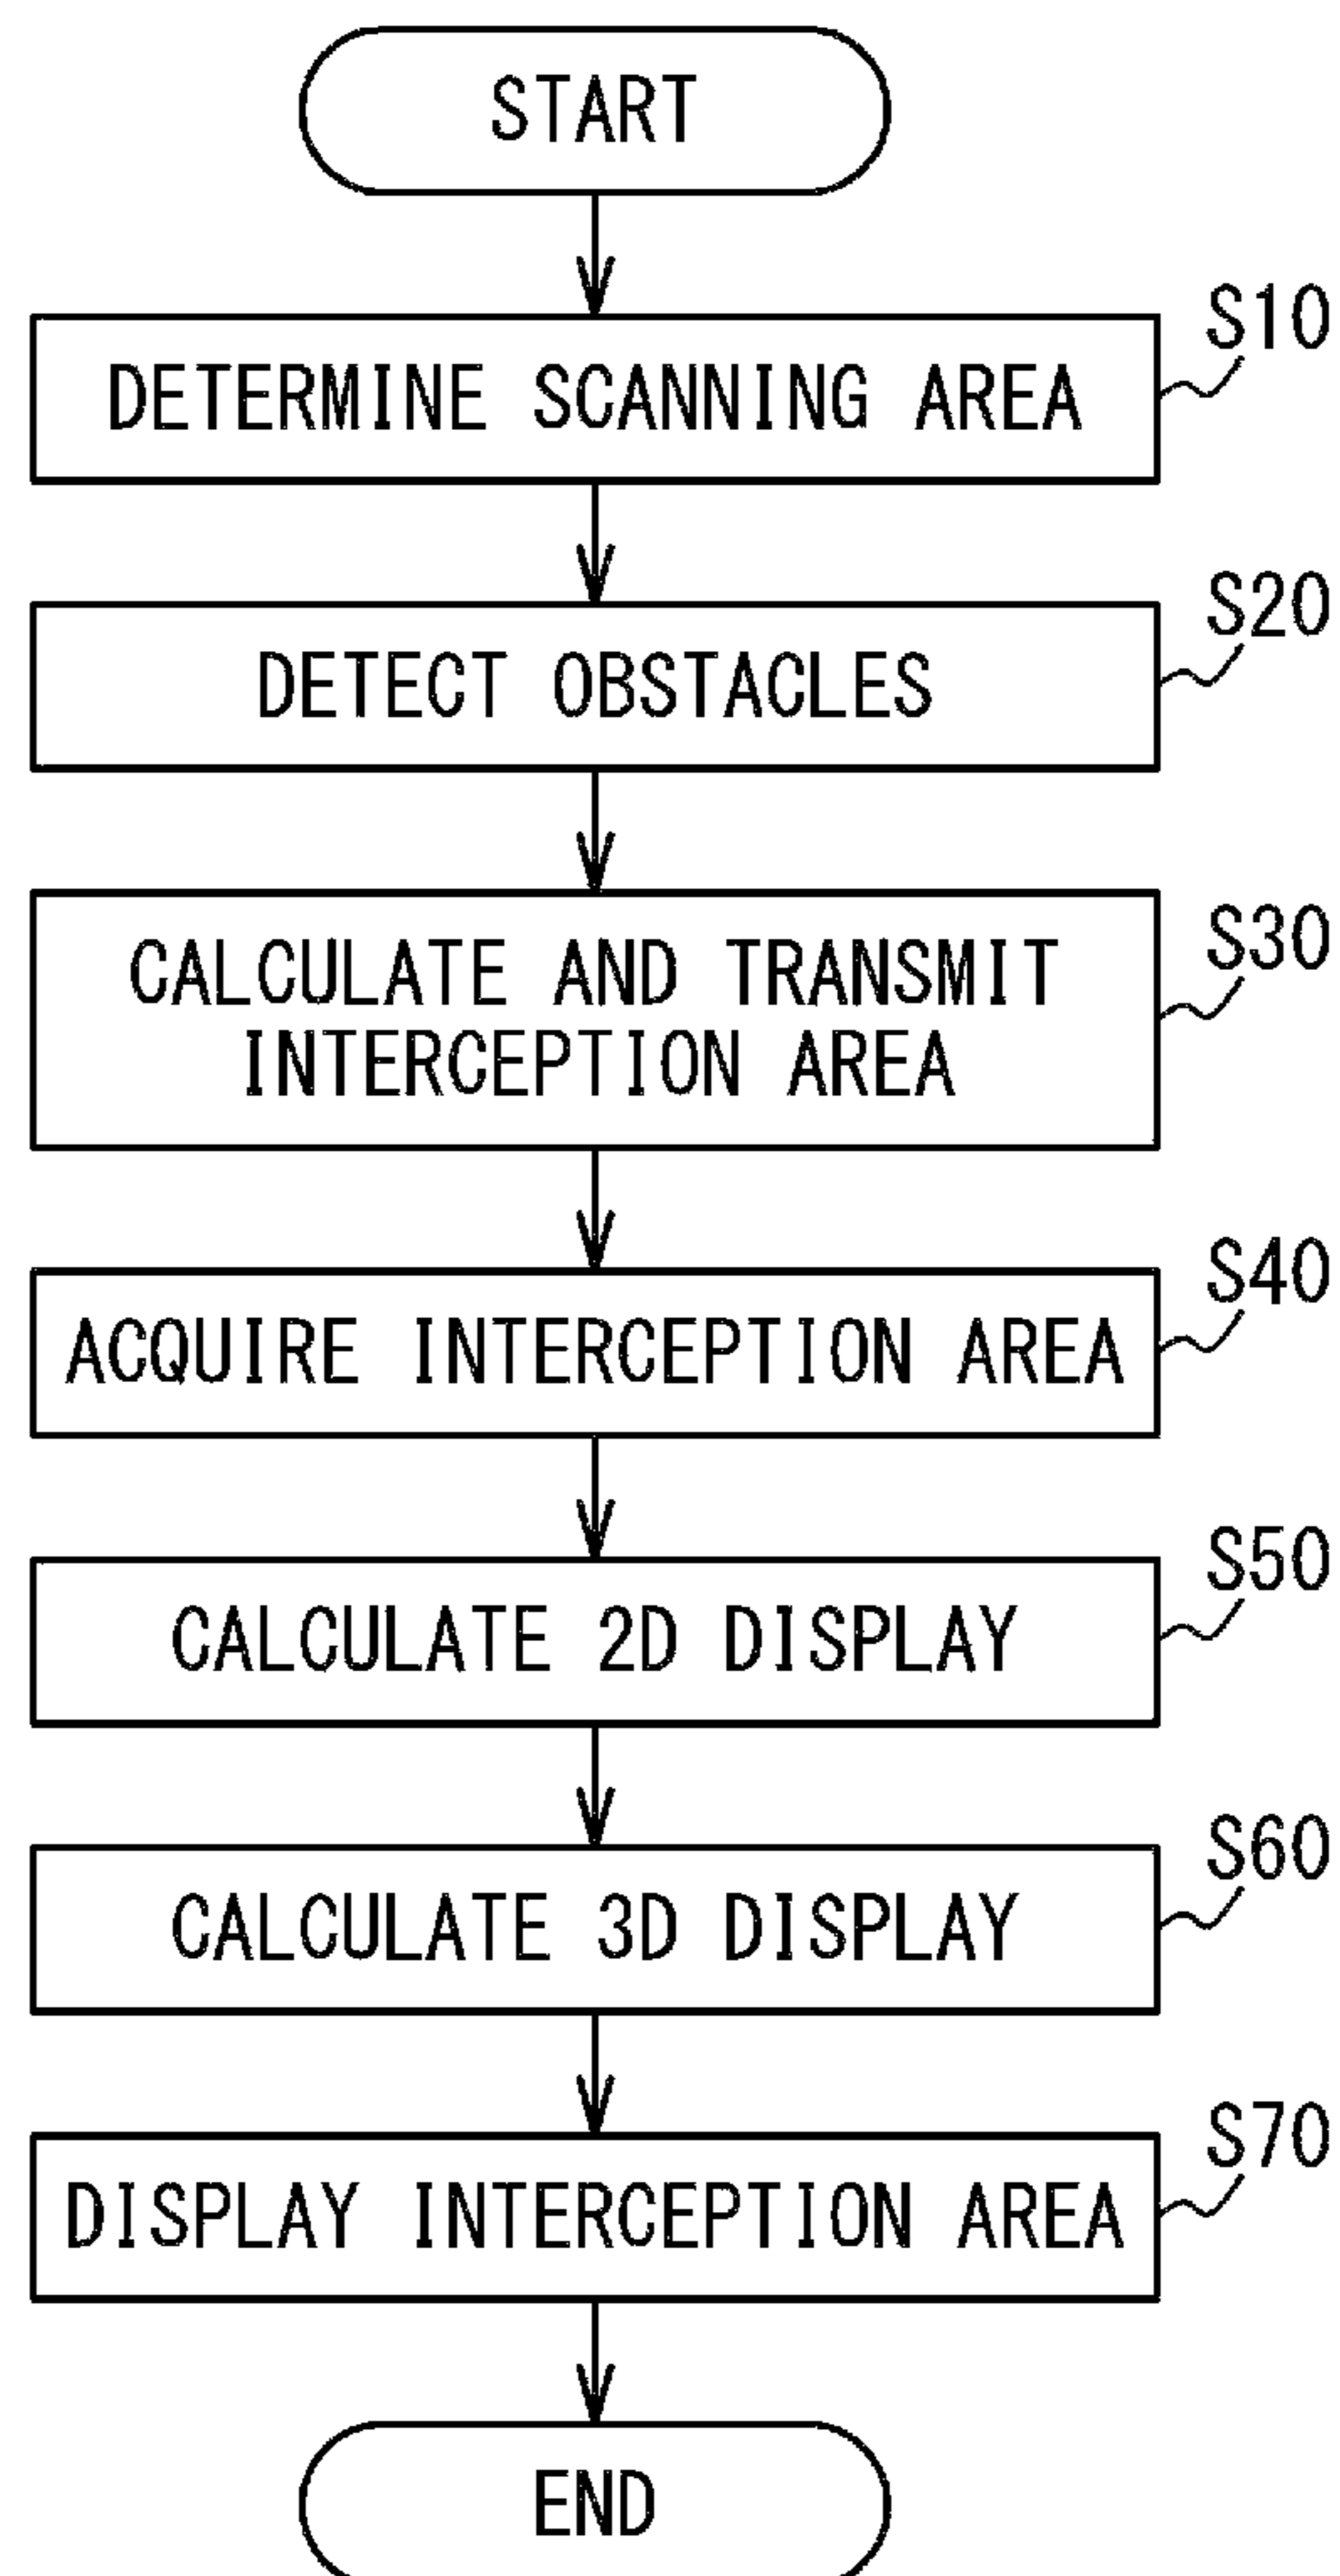 START
S10
DETERMINE SCANNING AREA
S20
DETECT OBSTACLES
S30
CALCULATE AND TRANSMIT
INTERCEPTION AREA
S40
ACQUIRE INTERCEPTION AREA
S50
CALCULATE 2D DISPLAY
S60
CALCULATE 3D DISPLAY
S70
DISPLAY INTERCEPTION AREA
END